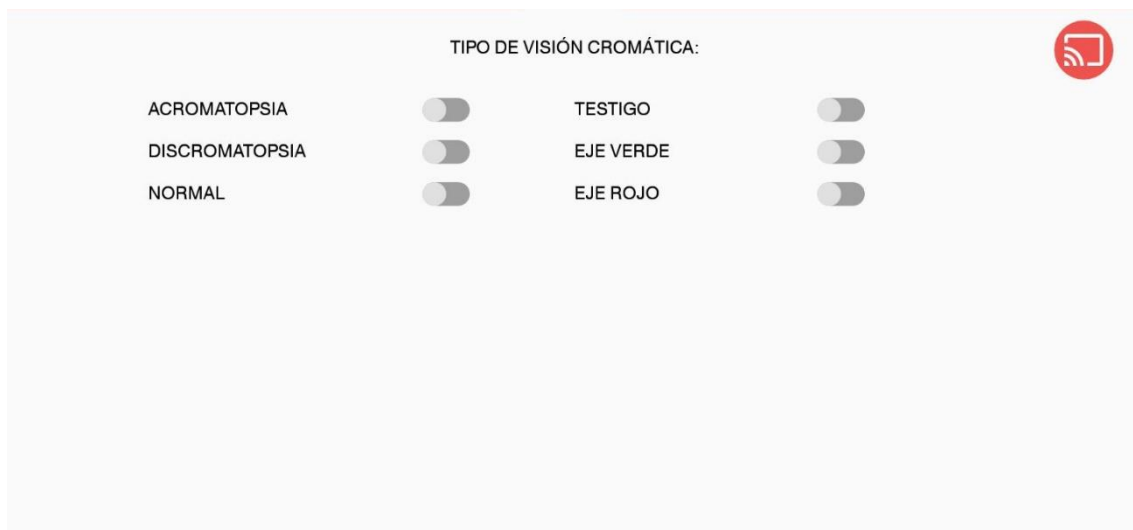 TIPO DE VISIÓN CROMÁTICA:
ACROMATOPSIA TESTIGO
DISCROMATOPSIA EJE VERDE
NORMAL EJE ROJO